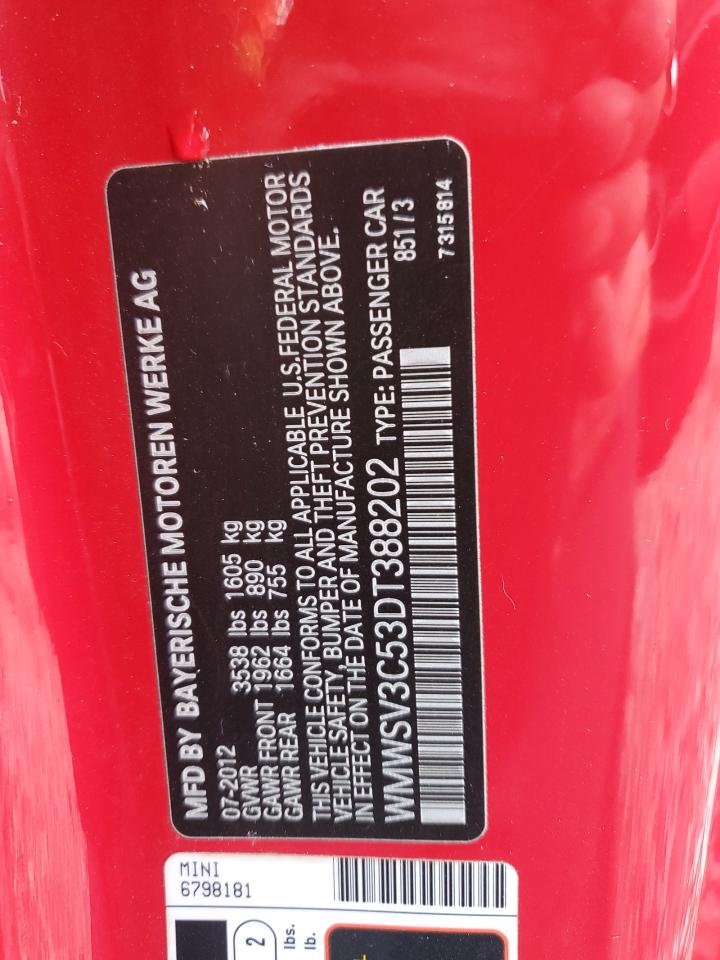 MFD BY BAYERISCHE MOTOREN WERKE AG
07-2012
GVWR 3538 lbs 1605 kg
GAWR FRONT 1962 lbs 890 kg
GAWR REAR 1664 lbs 755 kg
THIS VEHICLE CONFORMS TO ALL APPLICABLE U.S.FEDERAL MOTOR
VEHICLE SAFETY, BUMPER AND THEFT PREVENTION STANDARDS
IN EFFECT ON THE DATE OF MANUFACTURE SHOWN ABOVE.
WMWSV3C53DT388202 TYPE: PASSENGER CAR
851/3
7315814
MINI
6798181
2
lbs.
lb.